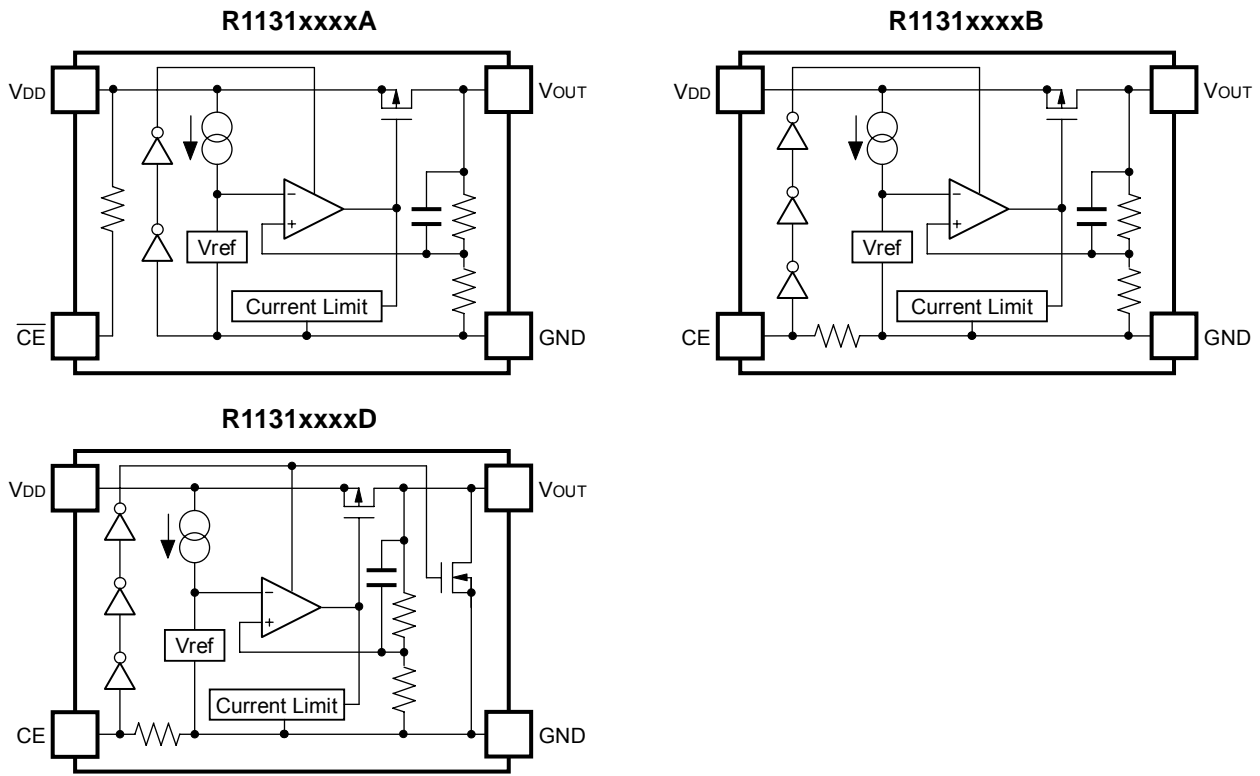 R1131xxxxA
VDD
VOUT
−
+
Vref
Current Limit
C̅E̅
GND
R1131xxxxB
VDD
VOUT
−
+
Vref
Current Limit
CE
GND
R1131xxxxD
VDD
VOUT
−
+
Vref
Current Limit
CE
GND